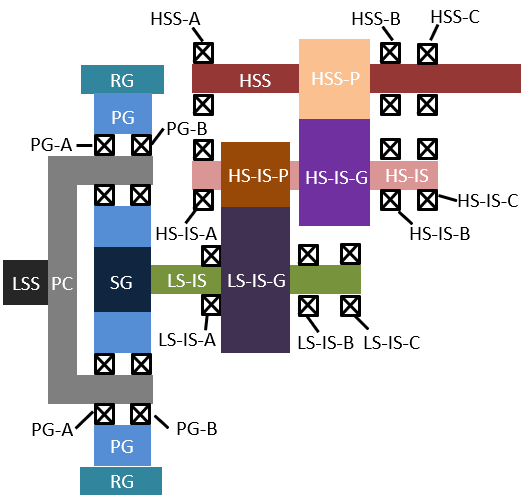 HSS-A
HSS-B
HSS-C
RG
HSS
HSS-P
PG
PG-A
PG-B
HS-IS-P
HS-IS-G
HS-IS
HS-IS-A
HS-IS-B
HS-IS-C
LSS
PC
SG
LS-IS
LS-IS-G
LS-IS-A
LS-IS-B
LS-IS-C
PG-A
PG-B
PG
RG